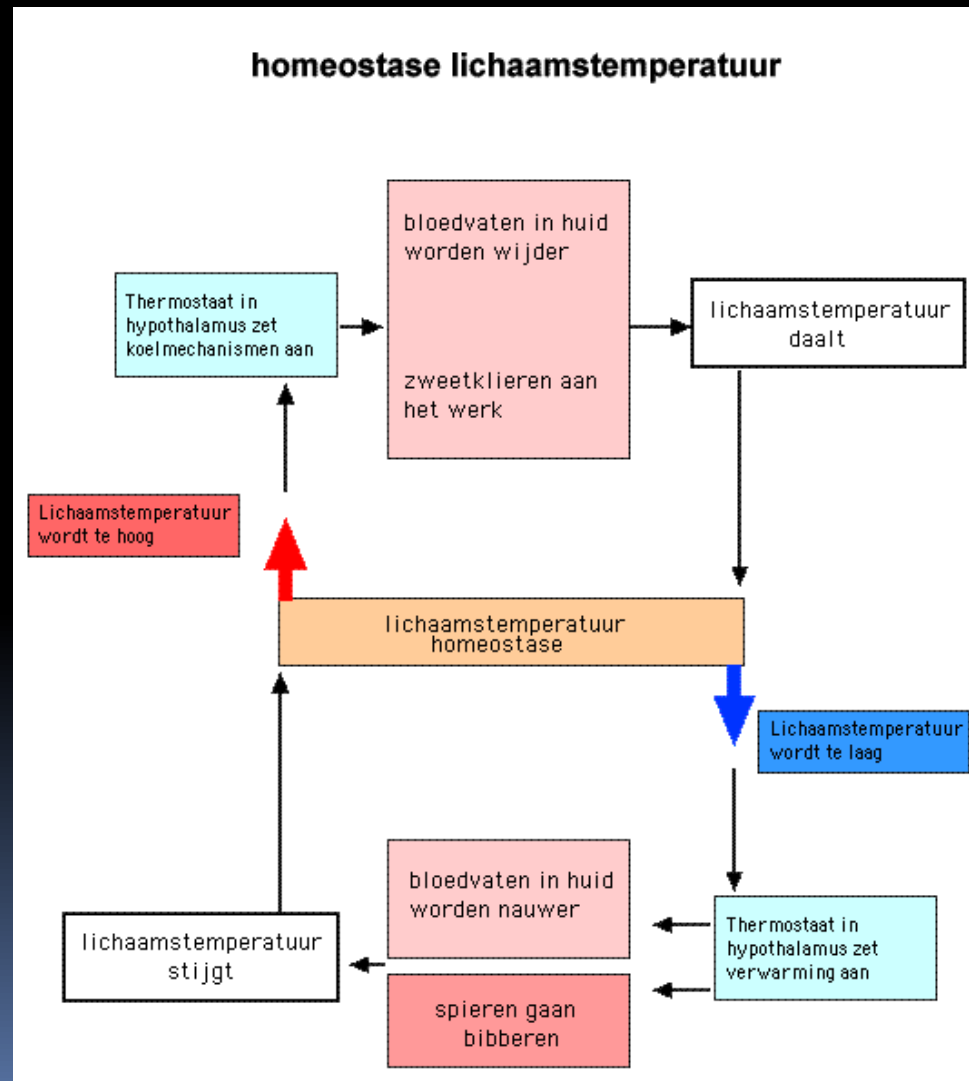 homeostase lichaamstemperatuur
bloedvaten in huid
worden wijder
zweetklieren aan
het werk
Thermostaat in
hypothalamus zet
koelmechanismen aan
lichaamstemperatuur
daalt
Lichaamstemperatuur
wordt te hoog
lichaamstemperatuur
homeostase
Lichaamstemperatuur
wordt te laag
bloedvaten in huid
worden nauwer
Thermostaat in
hypothalamus zet
verwarming aan
lichaamstemperatuur
stijgt
spieren gaan
bibberen